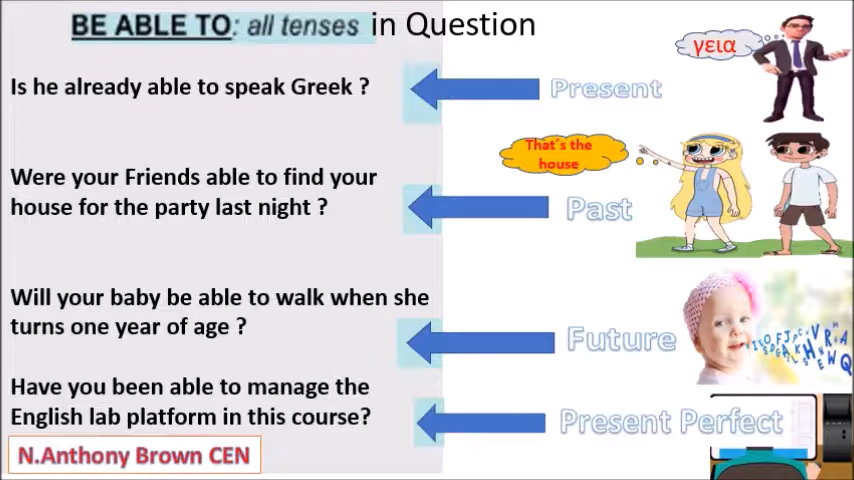 BE ABLE TO: all tenses in Question
Is he already able to speak Greek ?
Present
γεια
Were your Friends able to find your
house for the party last night ?
Past
That's the
house
Will your baby be able to walk when she
turns one year of age ?
Future
Have you been able to manage the
English lab platform in this course?
Present Perfect
N.Anthony Brown CEN